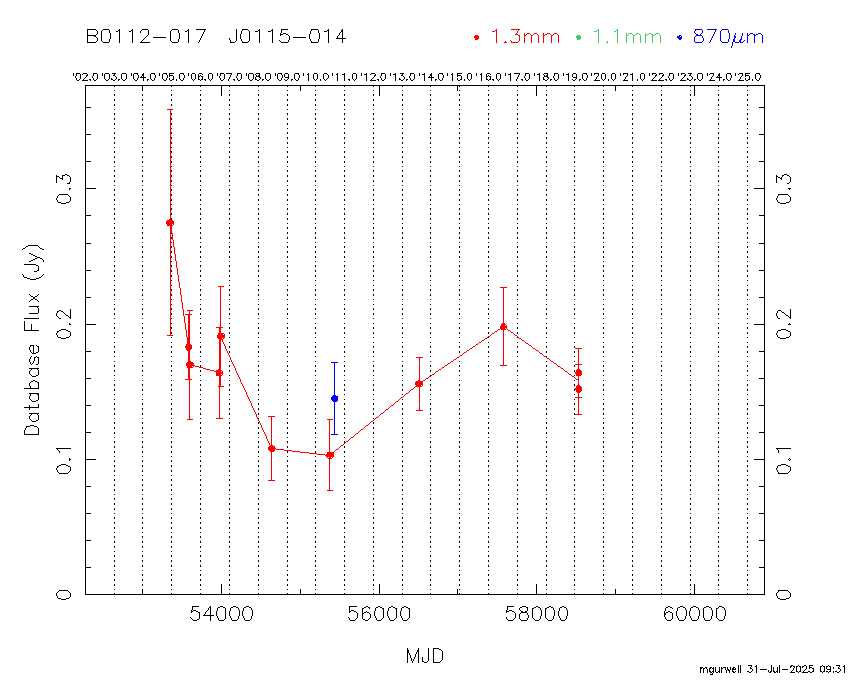 B0112-017 J0115-014 1.3mm 1.1mm 870μm
'02.0 '03.0 '04.0 '05.0 '06.0 '07.0 '08.0 '09.0 '10.0 '11.0 '12.0 '13.0 '14.0 '15.0 '16.0 '17.0 '18.0 '19.0 '20.0 '21.0 '22.0 '23.0 '24.0 '25.0
0.3 0.3
Database Flux (Jy)
0.2 0.2
0.1 0.1
0 0
54000 56000 58000 60000
MJD
mgurwell 31-Jul-2025 09:31